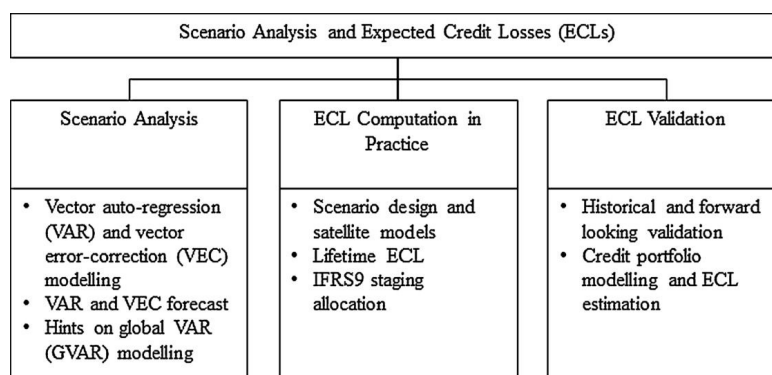 Scenario Analysis and Expected Credit Losses (ECLs)
Scenario Analysis
• Vector auto-regression
(VAR) and vector
error-correction (VEC)
modelling
• VAR and VEC forecast
• Hints on global VAR
(GVAR) modelling
ECL Computation in
Practice
• Scenario design and
satellite models
• Lifetime ECL
• IFRS9 staging
allocation
ECL Validation
• Historical and forward
looking validation
• Credit portfolio
modelling and ECL
estimation